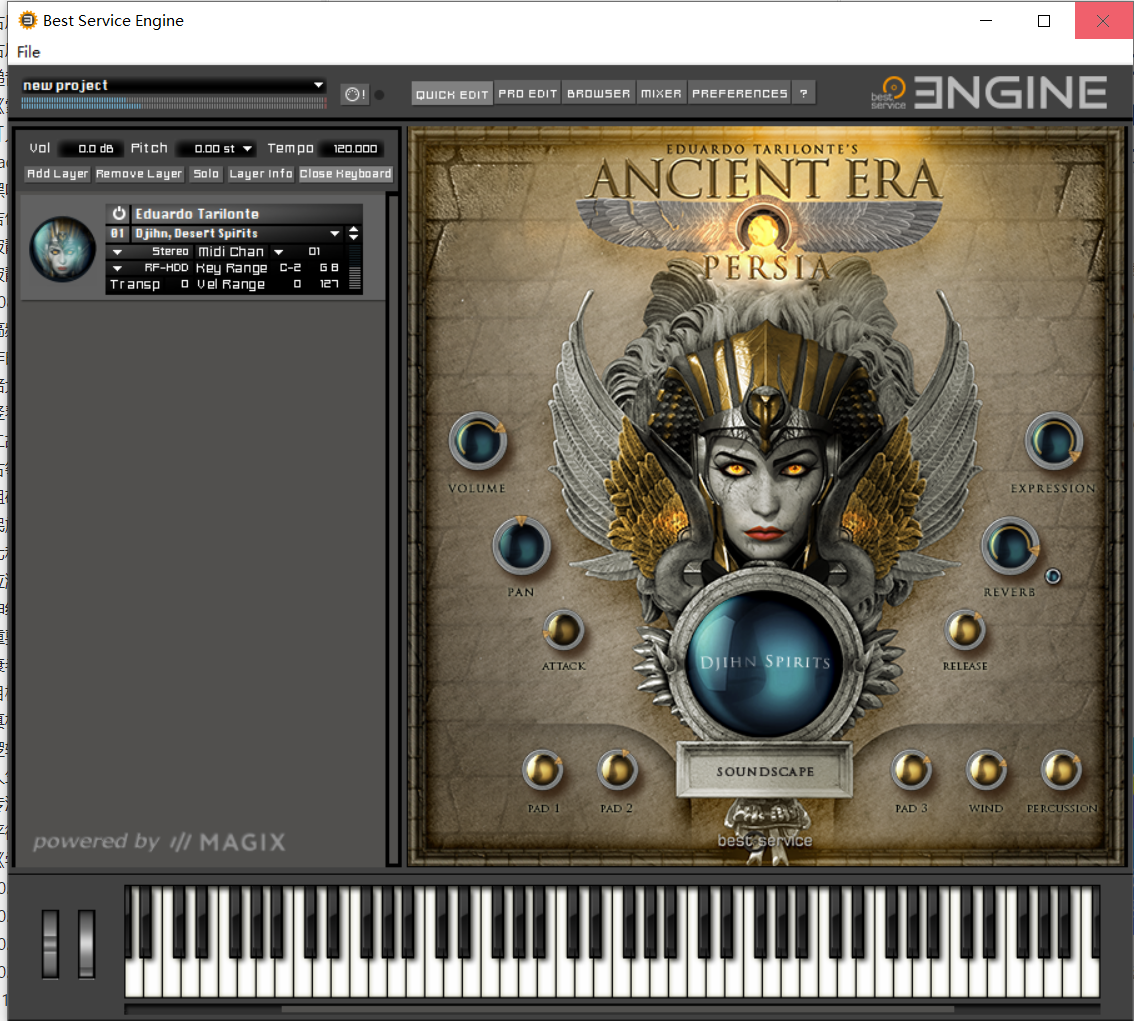 Best Service Engine
File
new project
!
QUICK EDIT PRO EDIT BROWSER MIXER PREFERENCES ?
best service ENGINE
Vol 0.0 dB Pitch 0.00 st Tempo 120.000
Add Layer Remove Layer Solo Layer Info Close Keyboard
Eduardo Tarilonte
01 Djihn, Desert Spirits
Stereo Midi Chan 01
RF-HDD Key Range C-2 G8
Transp 0 Vel Range 0 127
powered by MAGIX
EDUARDO TARILONTE'S
ANCIENT ERA
PERSIA
VOLUME
EXPRESSION
PAN
REVERB
ATTACK
RELEASE
DJIHN SPIRITS
SOUNDSCAPE
PAD 1 PAD 2 PAD 3 WIND PERCUSSION
best service